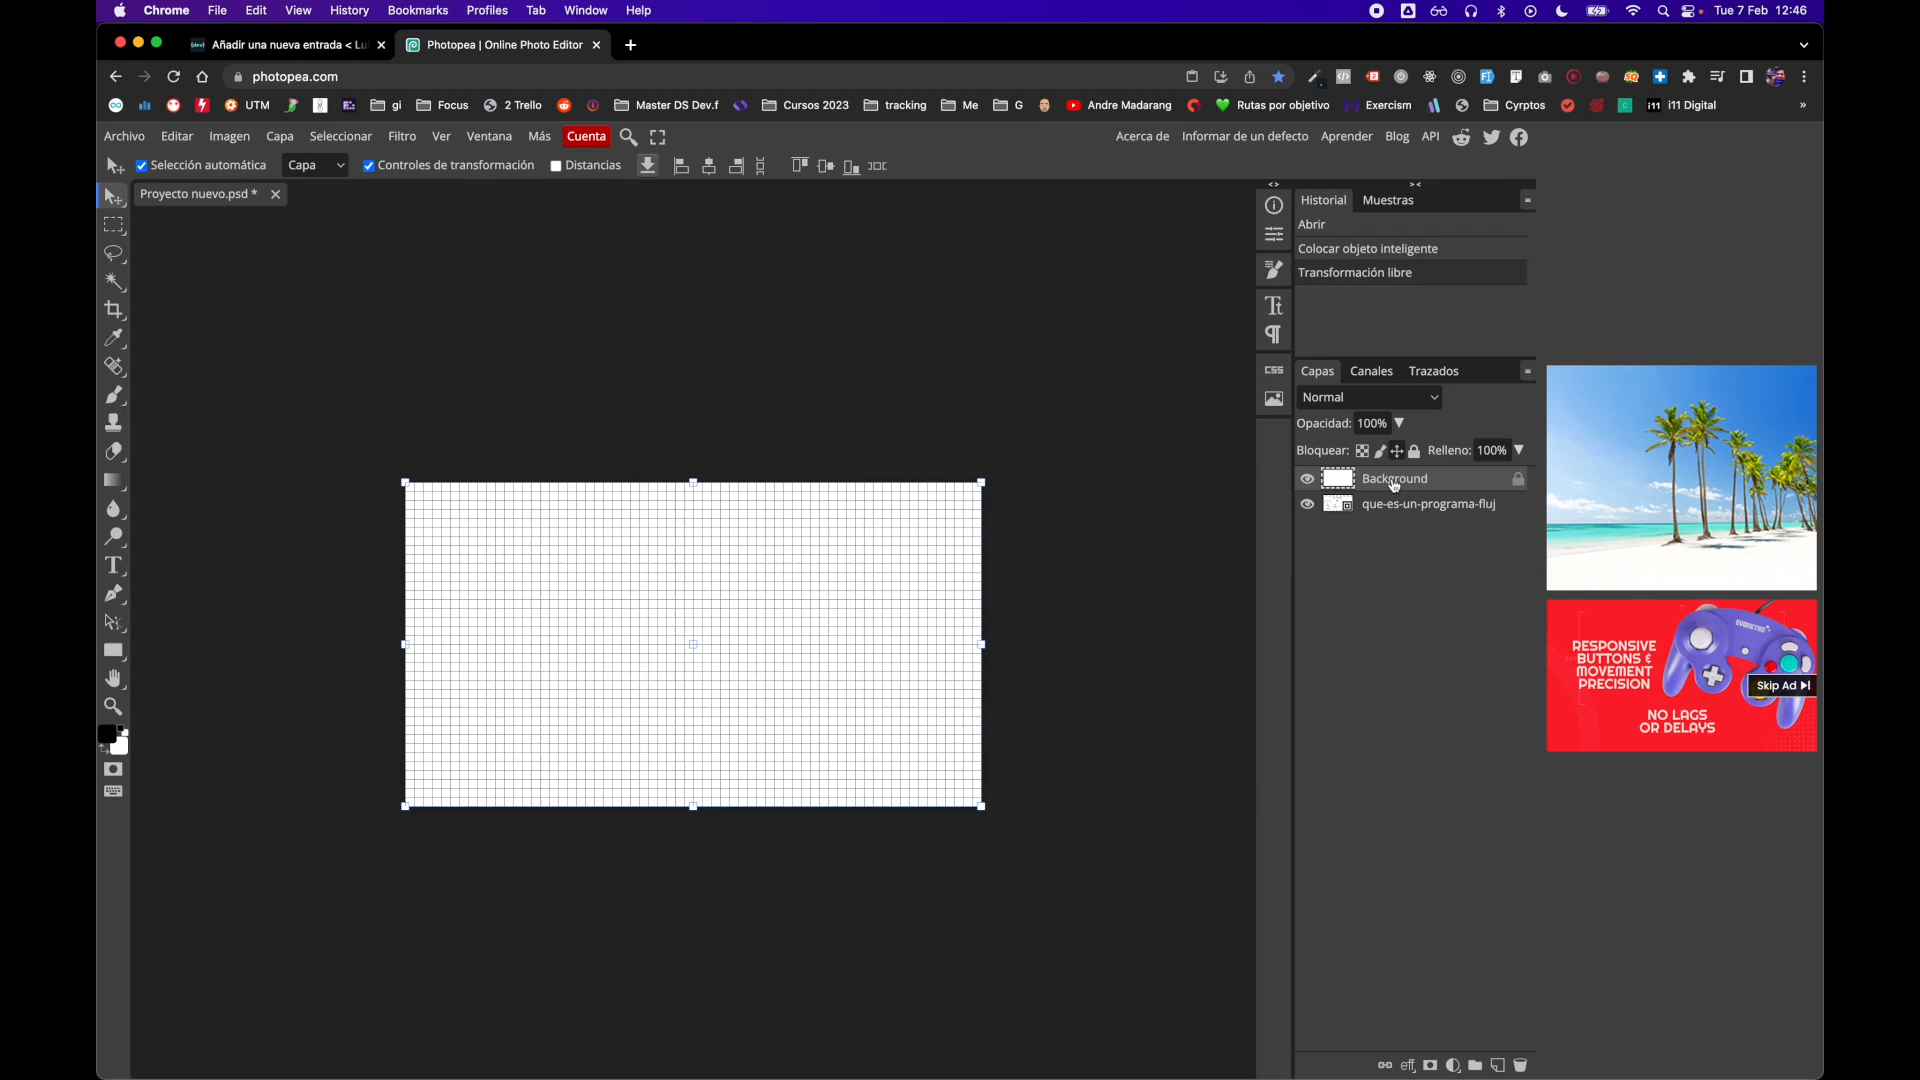 Chrome File Edit View History Bookmarks Profiles Tab Window Help Tue 7 Feb 12:46
Añadir una nueva entrada < Lu Photopea | Online Photo Editor
photopea.com
UTM gi Focus 2 Trello Master DS Dev.f Cursos 2023 tracking Me G Andre Madarang Rutas por objetivo Exercism Cyrptos i11 Digital »
Archivo Editar Imagen Capa Seleccionar Filtro Ver Ventana Más Cuenta Acerca de Informar de un defecto Aprender Blog API
Selección automática Capa Controles de transformación Distancias
Proyecto nuevo.psd *
Historial Muestras
Abrir
Colocar objeto inteligente
Transformación libre
CSS
Capas Canales Trazados
Normal
Opacidad: 100%
Bloquear: Relleno: 100%
Background
que-es-un-programa-fluj
RESPONSIVE
BUTTONS &
MOVEMENT
PRECISION
EVORETRO
Skip Ad
NO LAGS
OR DELAYS
eff